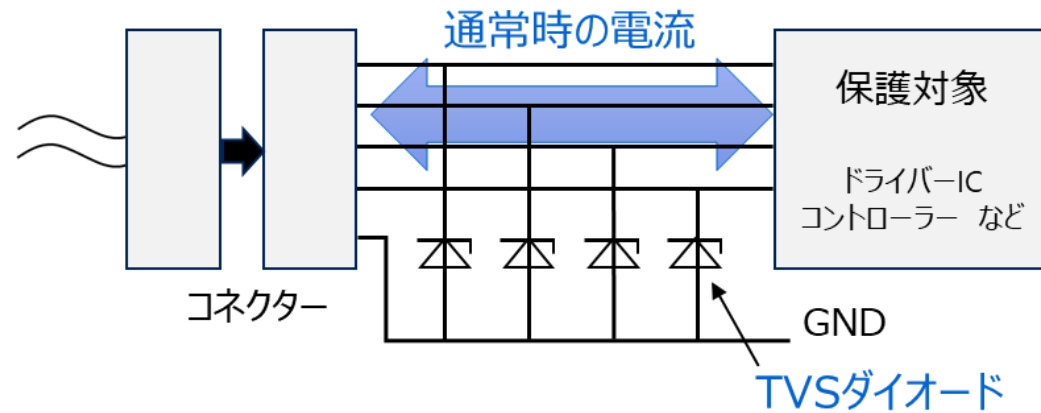 通常時の電流
保護対象
ドライバーIC
コントローラー など
コネクター
GND
TVSダイオード